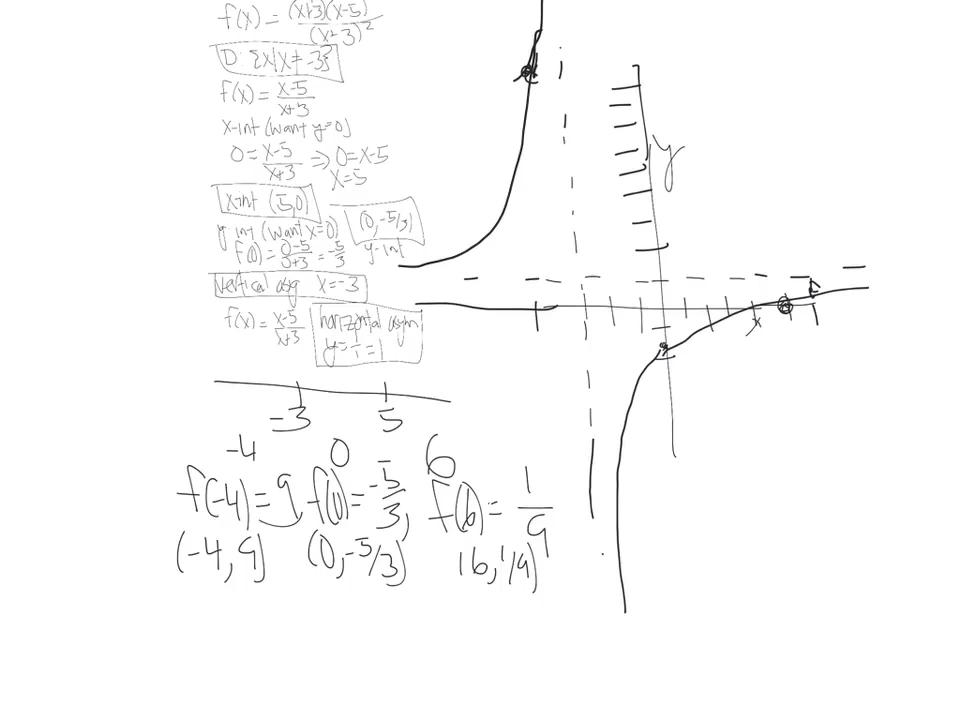 f(x) = (x+3)(x-5)/(x+3)²
D: {x|x≠-3}
f(x) = x-5/x+3
x-int (want y=0)
0 = x-5/x+3 ⇒ 0=x-5
x=5
x-int (5,0)
y int (want x=0)
f(0) = 0-5/0+3 = -5/3
(0, -5/3)
y-int
vertical asy x=-3
f(x) = x-5/x+3
horizontal asym
y=1/1=1
-3 5
-4 0 6
f(-4)=9 f(0)=-5/3, f(6)=1/9
(-4,9) (0,-5/3) (6,1/9)
y
x